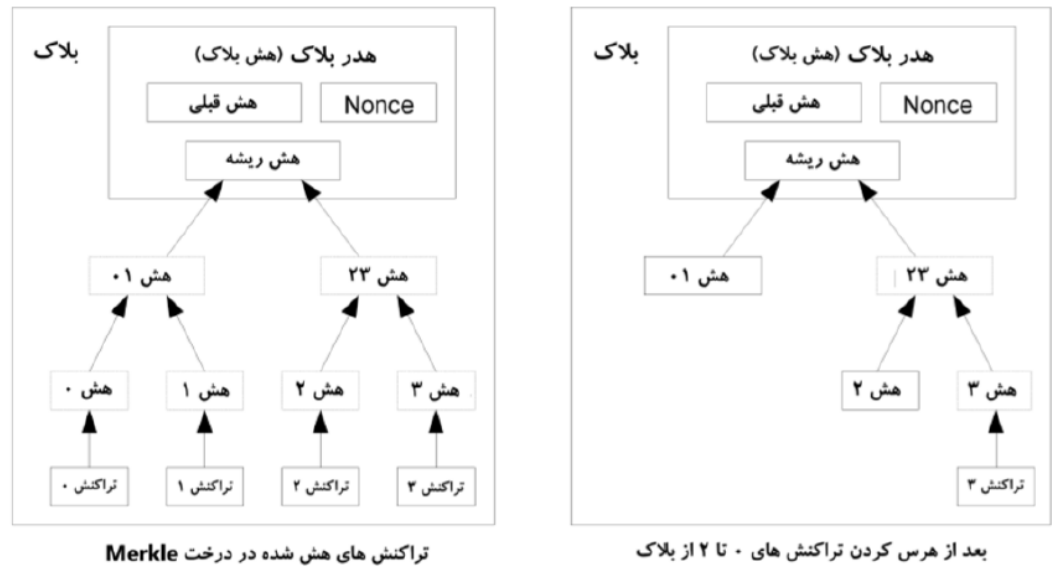 بلاک
هدر بلاک (هش بلاک)
هش قبلی
Nonce
هش ریشه
هش ۰۱
هش ۲۳
هش ۰
هش ۱
هش ۲
هش ۳
تراکنش ۰
تراکنش ۱
تراکنش ۲
تراکنش ۳
تراکنش های هش شده در درخت Merkle
بلاک
هدر بلاک (هش بلاک)
هش قبلی
Nonce
هش ریشه
هش ۰۱
هش ۲۳
هش ۲
هش ۳
تراکنش ۳
بعد از هرس کردن تراکنش های ۰ تا ۲ از بلاک